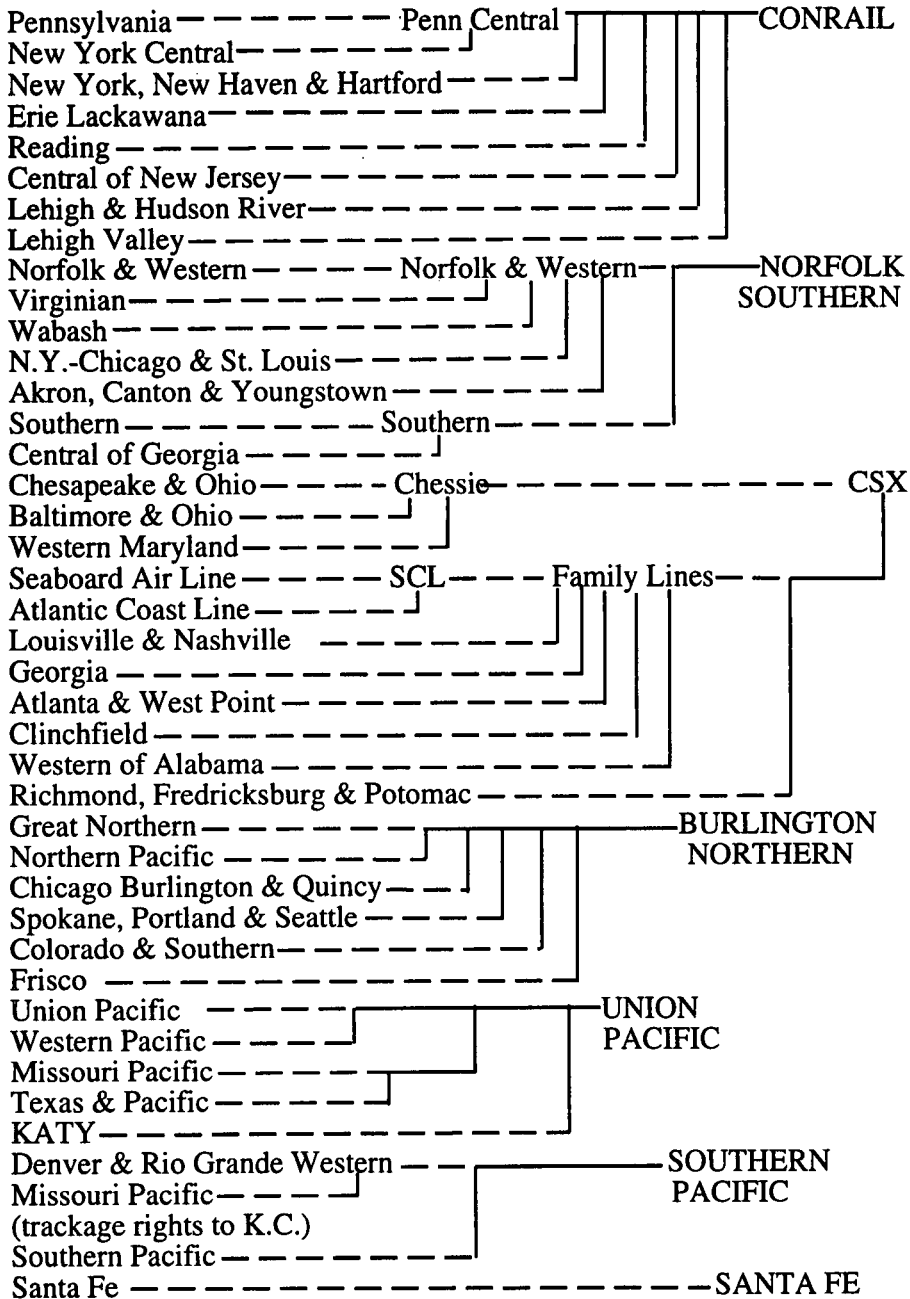 Pennsylvania Penn Central CONRAIL
New York Central
New York, New Haven & Hartford
Erie Lackawana
Reading
Central of New Jersey
Lehigh & Hudson River
Lehigh Valley
Norfolk & Western Norfolk & Western NORFOLK
Virginian SOUTHERN
Wabash
N.Y.-Chicago & St. Louis
Akron, Canton & Youngstown
Southern Southern
Central of Georgia
Chesapeake & Ohio Chessie CSX
Baltimore & Ohio
Western Maryland
Seaboard Air Line SCL Family Lines
Atlantic Coast Line
Louisville & Nashville
Georgia
Atlanta & West Point
Clinchfield
Western of Alabama
Richmond, Fredricksburg & Potomac
Great Northern BURLINGTON
Northern Pacific NORTHERN
Chicago Burlington & Quincy
Spokane, Portland & Seattle
Colorado & Southern
Frisco
Union Pacific UNION
Western Pacific PACIFIC
Missouri Pacific
Texas & Pacific
KATY
Denver & Rio Grande Western SOUTHERN
Missouri Pacific PACIFIC
(trackage rights to K.C.)
Southern Pacific
Santa Fe SANTA FE